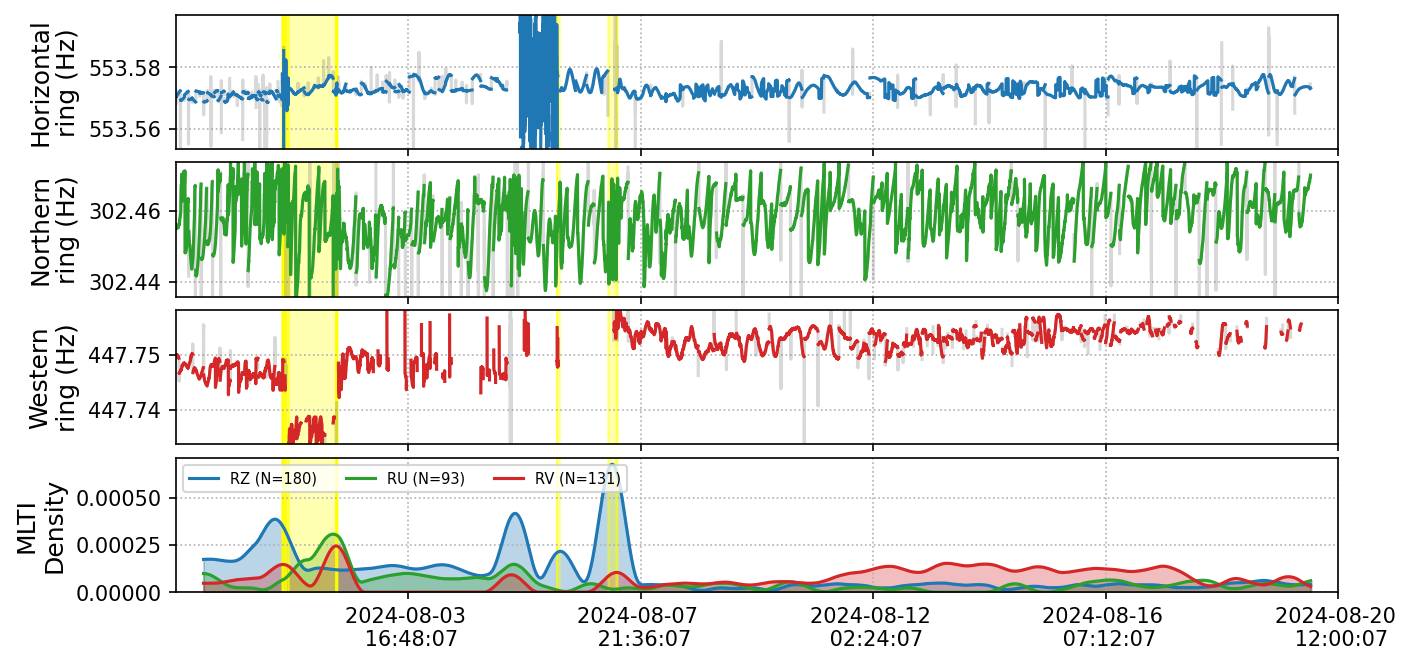 Horizontal
ring (Hz)
553.58
553.56
Northern
ring (Hz)
302.46
302.44
Western
ring (Hz)
447.75
447.74
MLTI
Density
0.00050
0.00025
0.00000
RZ (N=180) RU (N=93) RV (N=131)
2024-08-03 2024-08-07 2024-08-12 2024-08-16 2024-08-20
16:48:07 21:36:07 02:24:07 07:12:07 12:00:07